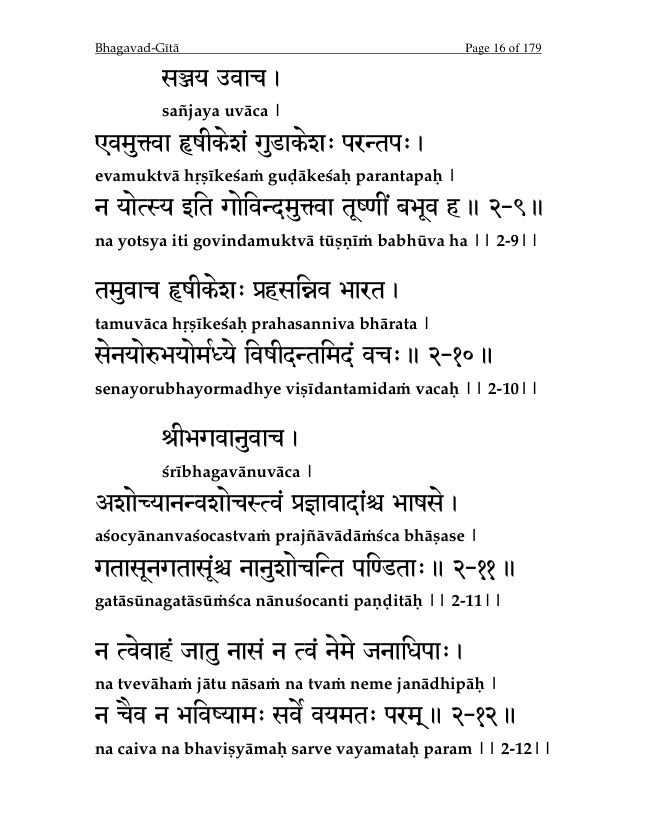 Bhagavad-Gītā Page 16 of 179
सञ्जय उवाच ।
sañjaya uvāca |
एवमुक्त्वा हृषीकेशं गुडाकेशः परन्तपः ।
evamuktvā hṛṣīkeśaṁ guḍākeśaḥ parantapaḥ |
न योत्स्य इति गोविन्दमुक्त्वा तूष्णीं बभूव ह ॥ २-९॥
na yotsya iti govindamuktvā tūṣṇīṁ babhūva ha || 2-9||
तमुवाच हृषीकेशः प्रहसन्निव भारत ।
tamuvāca hṛṣīkeśaḥ prahasanniva bhārata |
सेनयोरुभयोर्मध्ये विषीदन्तमिदं वचः ॥ २-१०॥
senayorubhayormadhye viṣīdantamidaṁ vacaḥ || 2-10||
श्रीभगवानुवाच ।
śrībhagavānuvāca |
अशोच्यानन्वशोचस्त्वं प्रज्ञावादांश्च भाषसे ।
aśocyānanvaśocastvaṁ prajñāvādāṁśca bhāṣase |
गतासूनगतासूंश्च नानुशोचन्ति पण्डिताः ॥ २-११॥
gatāsūnagatāsūṁśca nānuśocanti paṇḍitāḥ || 2-11||
न त्वेवाहं जातु नासं न त्वं नेमे जनाधिपाः ।
na tvevāhaṁ jātu nāsaṁ na tvaṁ neme janādhipāḥ |
न चैव न भविष्यामः सर्वे वयमतः परम् ॥ २-१२॥
na caiva na bhaviṣyāmaḥ sarve vayamataḥ param || 2-12||